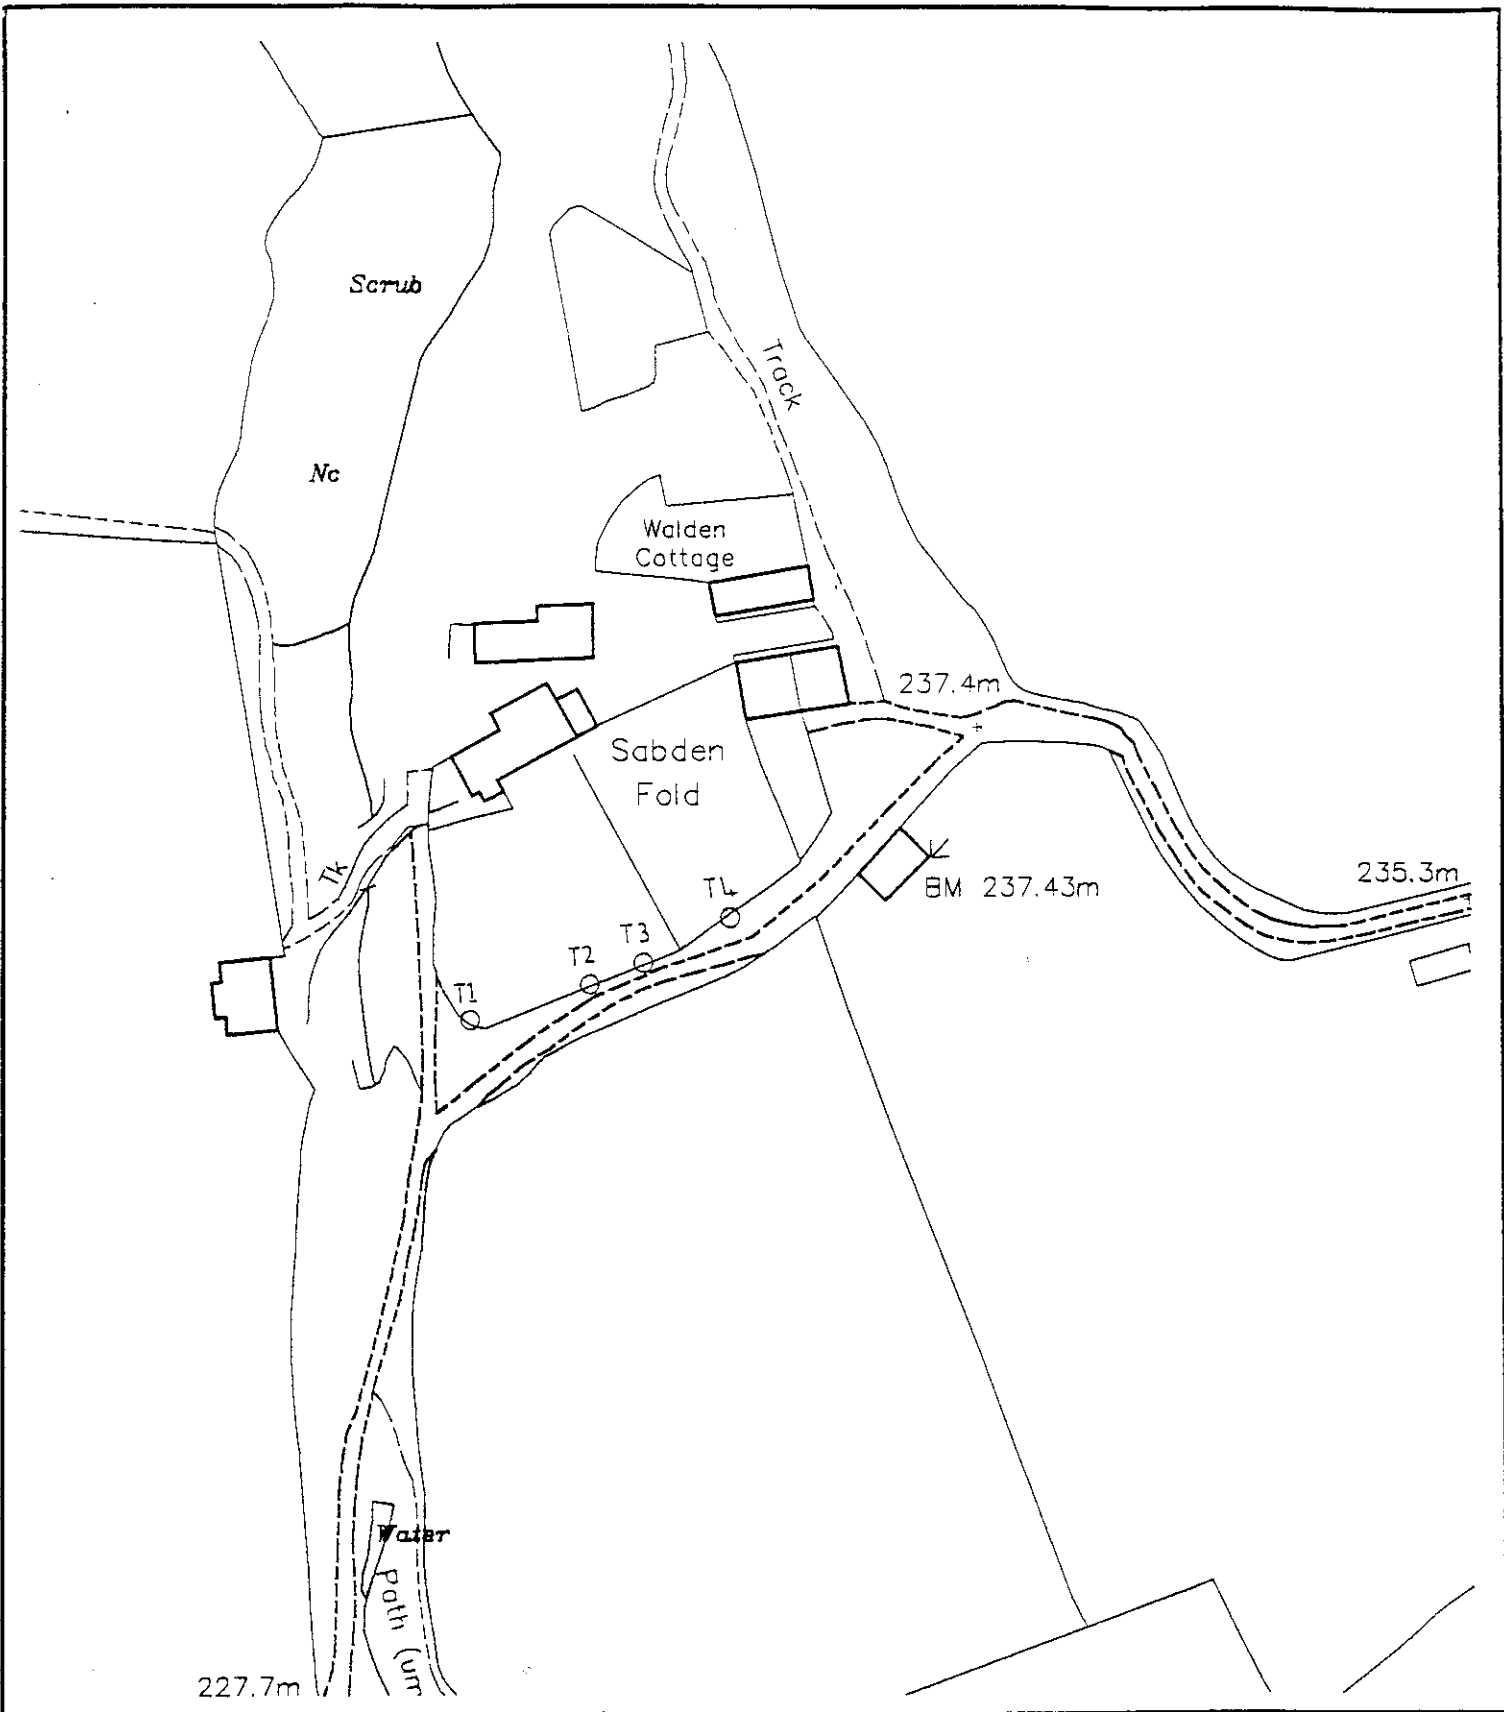 Scrub
Track
Nc
Walden
Cottage
237.4m
Sabden
Fold
Tk
BM 237.43m
235.3m
T4
T3
T2
T1
Water
Path (um
227.7m